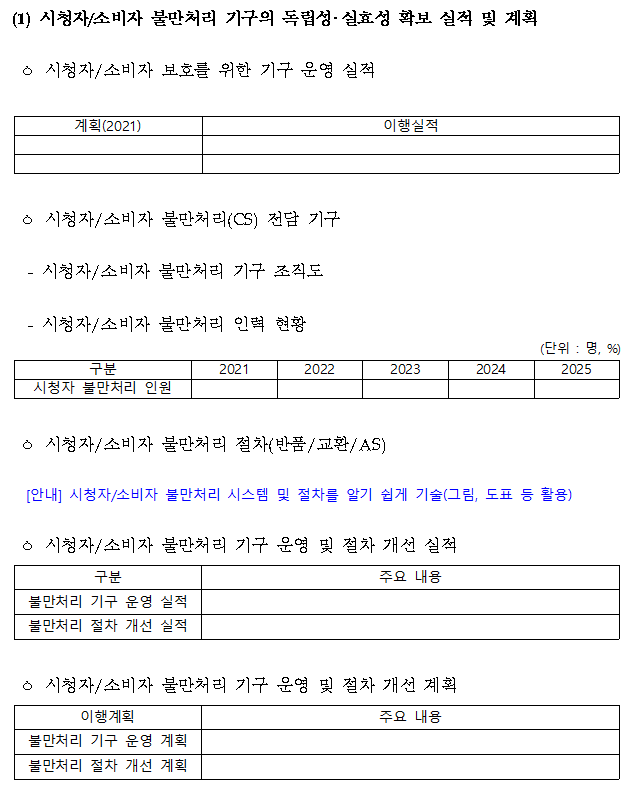 (1) 시청자/소비자 불만처리 기구의 독립성·실효성 확보 실적 및 계획
ㅇ 시청자/소비자 보호를 위한 기구 운영 실적
계획(2021) 이행실적
ㅇ 시청자/소비자 불만처리(CS) 전담 기구
- 시청자/소비자 불만처리 기구 조직도
- 시청자/소비자 불만처리 인력 현황
(단위 : 명, %)
구분 2021 2022 2023 2024 2025
시청자 불만처리 인원
ㅇ 시청자/소비자 불만처리 절차(반품/교환/AS)
[안내] 시청자/소비자 불만처리 시스템 및 절차를 알기 쉽게 기술(그림, 도표 등 활용)
ㅇ 시청자/소비자 불만처리 기구 운영 및 절차 개선 실적
구분 주요 내용
불만처리 기구 운영 실적
불만처리 절차 개선 실적
ㅇ 시청자/소비자 불만처리 기구 운영 및 절차 개선 계획
이행계획 주요 내용
불만처리 기구 운영 계획
불만처리 절차 개선 계획